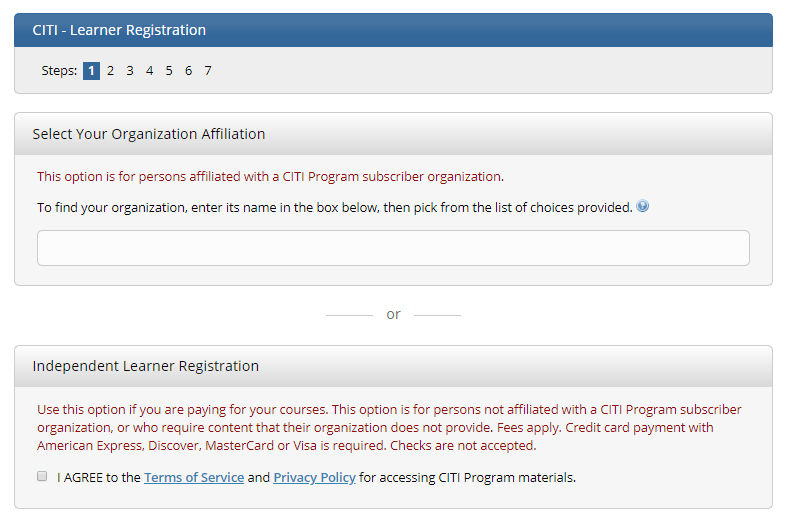 CITI - Learner Registration
Steps: 1 2 3 4 5 6 7
Select Your Organization Affiliation
This option is for persons affiliated with a CITI Program subscriber organization.
To find your organization, enter its name in the box below, then pick from the list of choices provided. ?
or
Independent Learner Registration
Use this option if you are paying for your courses. This option is for persons not affiliated with a CITI Program subscriber
organization, or who require content that their organization does not provide. Fees apply. Credit card payment with
American Express, Discover, MasterCard or Visa is required. Checks are not accepted.
I AGREE to the Terms of Service and Privacy Policy for accessing CITI Program materials.